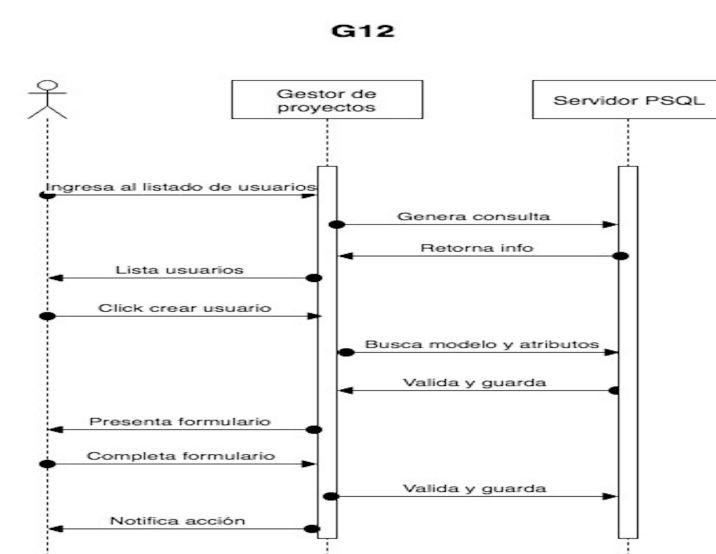 G12
Gestor de
proyectos
Servidor PSQL
Ingresa al listado de usuarios
Genera consulta
Retorna info
Lista usuarios
Click crear usuario
Busca modelo y atributos
Valida y guarda
Presenta formulario
Completa formulario
Valida y guarda
Notifica acción